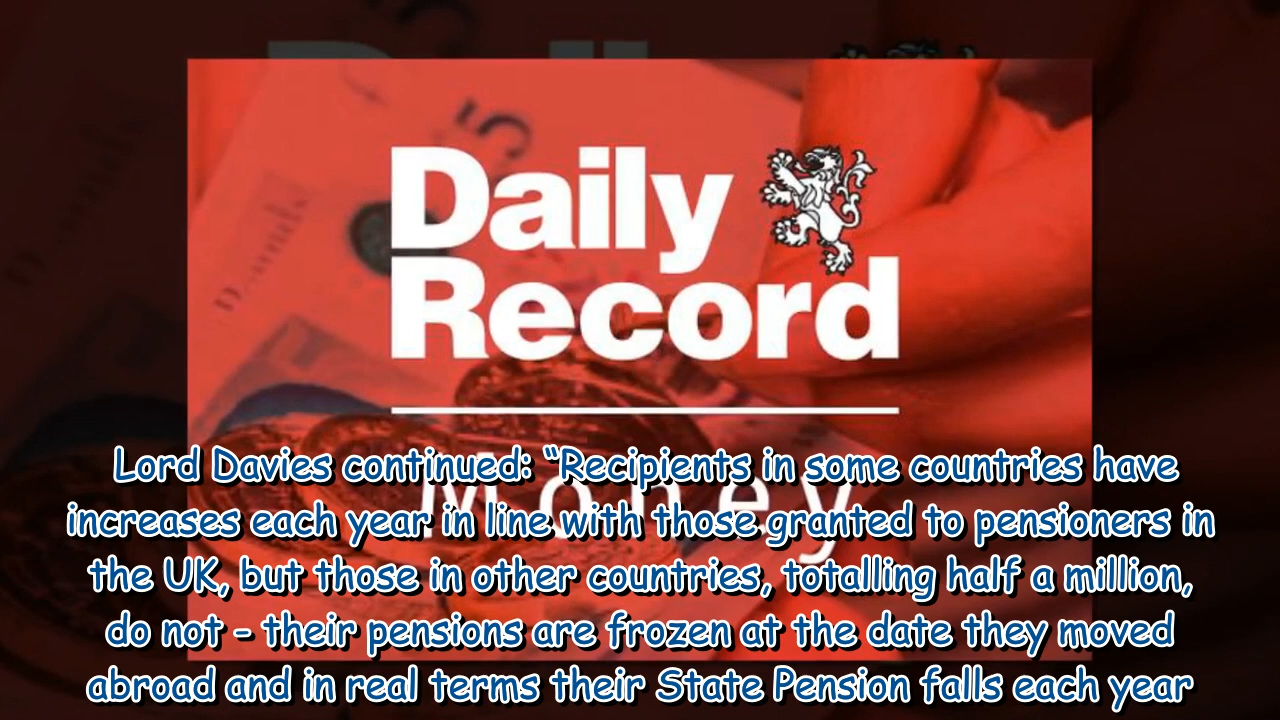 Daily
Record
Money
Lord Davies continued: “Recipients in some countries have
increases each year in line with those granted to pensioners in
the UK, but those in other countries, totalling half a million,
do not - their pensions are frozen at the date they moved
abroad and in real terms their State Pension falls each year